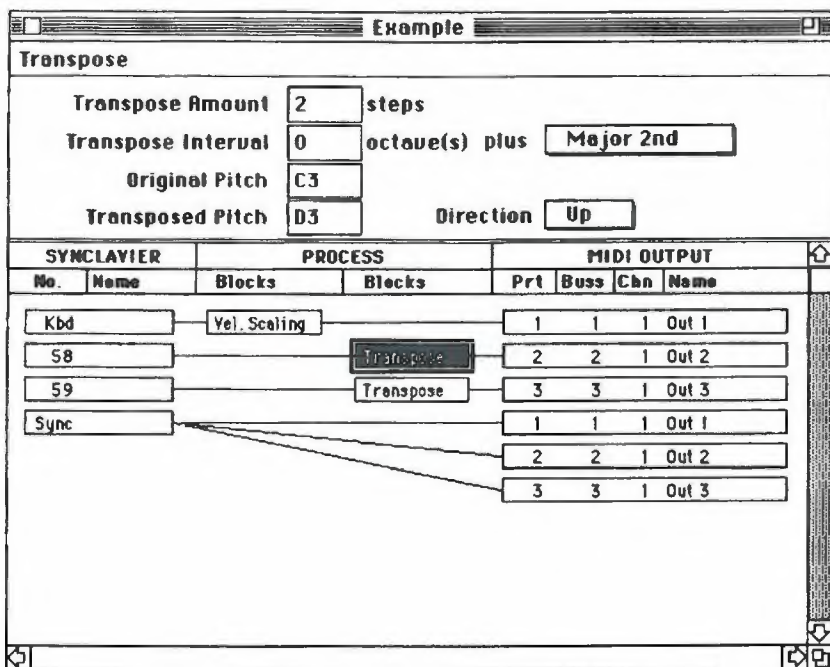 Example
Transpose
Transpose Amount 2 steps
Transpose Interval 0 octave(s) plus Major 2nd
Original Pitch C3
Transposed Pitch D3 Direction Up
SYNCLAVIER PROCESS MIDI OUTPUT
No. Name Blocks Blocks Prt Buss Chn Name
Kbd Vel. Scaling 1 1 1 Out 1
S8 Transpose 2 2 1 Out 2
S9 Transpose 3 3 1 Out 3
Sync 1 1 1 Out 1
2 2 1 Out 2
3 3 1 Out 3